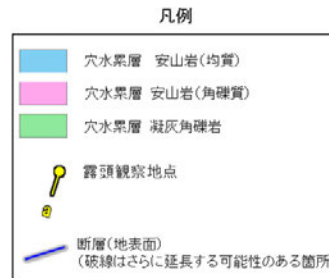 凡例
穴水累層 安山岩(均質)
穴水累層 安山岩(角礫質)
穴水累層 凝灰角礫岩
露頭観察地点
a
断層(地表面)
(破線はさらに延長する可能性のある箇所